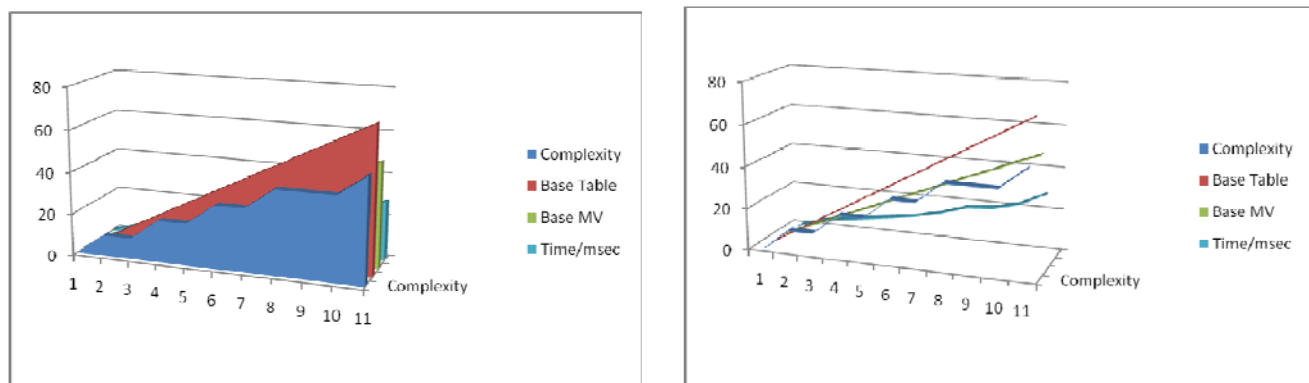 80
60
40
20
0
1 2 3 4 5 6 7 8 9 10 11
Complexity
Complexity
Base Table
Base MV
Time/msec
80
60
40
20
0
1 2 3 4 5 6 7 8 9 10 11
Complexity
Complexity
Base Table
Base MV
Time/msec